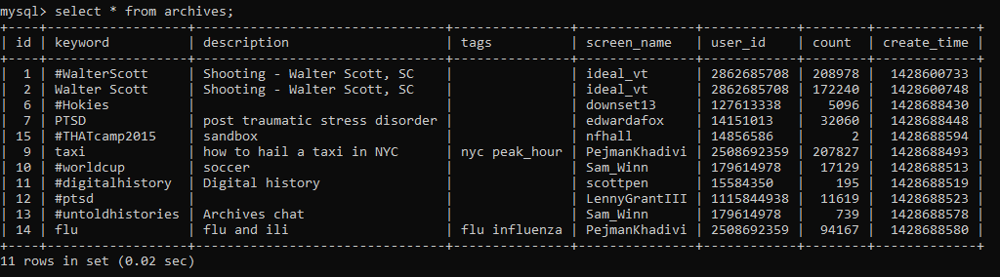 mysql> select * from archives;
+----+------------------+------------------------------+----------------+----------------+------------+--------+-------------+
| id | keyword          | description                  | tags           | screen_name    | user_id    | count  | create_time |
+----+------------------+------------------------------+----------------+----------------+------------+--------+-------------+
|  1 | #WalterScott     | Shooting - Walter Scott, SC  |                | ideal_vt       | 2862685708 | 208978 |  1428600733 |
|  2 | Walter Scott     | Shooting - Walter Scott, SC  |                | ideal_vt       | 2862685708 | 172240 |  1428600748 |
|  6 | #Hokies          |                              |                | downset13      | 127613338  |   5096 |  1428688430 |
|  7 | PTSD             | post traumatic stress disorder |                | edwardafox     | 14151013   |  32060 |  1428688448 |
| 15 | #THATcamp2015    | sandbox                      |                | nfhall         | 14856586   |      2 |  1428688594 |
|  9 | taxi             | how to hail a taxi in NYC    | nyc peak_hour  | PejmanKhadivi  | 2508692359 | 207827 |  1428688493 |
| 10 | #worldcup        | soccer                       |                | Sam_Winn       | 179614978  |  17129 |  1428688513 |
| 11 | #digitalhistory  | Digital history              |                | scottpen       | 15584350   |    195 |  1428688519 |
| 12 | #ptsd            |                              |                | LennyGrantIII  | 1115844938 |  11619 |  1428688523 |
| 13 | #untoldhistories | Archives chat                |                | Sam_Winn       | 179614978  |    739 |  1428688578 |
| 14 | flu              | flu and ili                  | flu influenza  | PejmanKhadivi  | 2508692359 |  94167 |  1428688580 |
+----+------------------+------------------------------+----------------+----------------+------------+--------+-------------+
11 rows in set (0.02 sec)